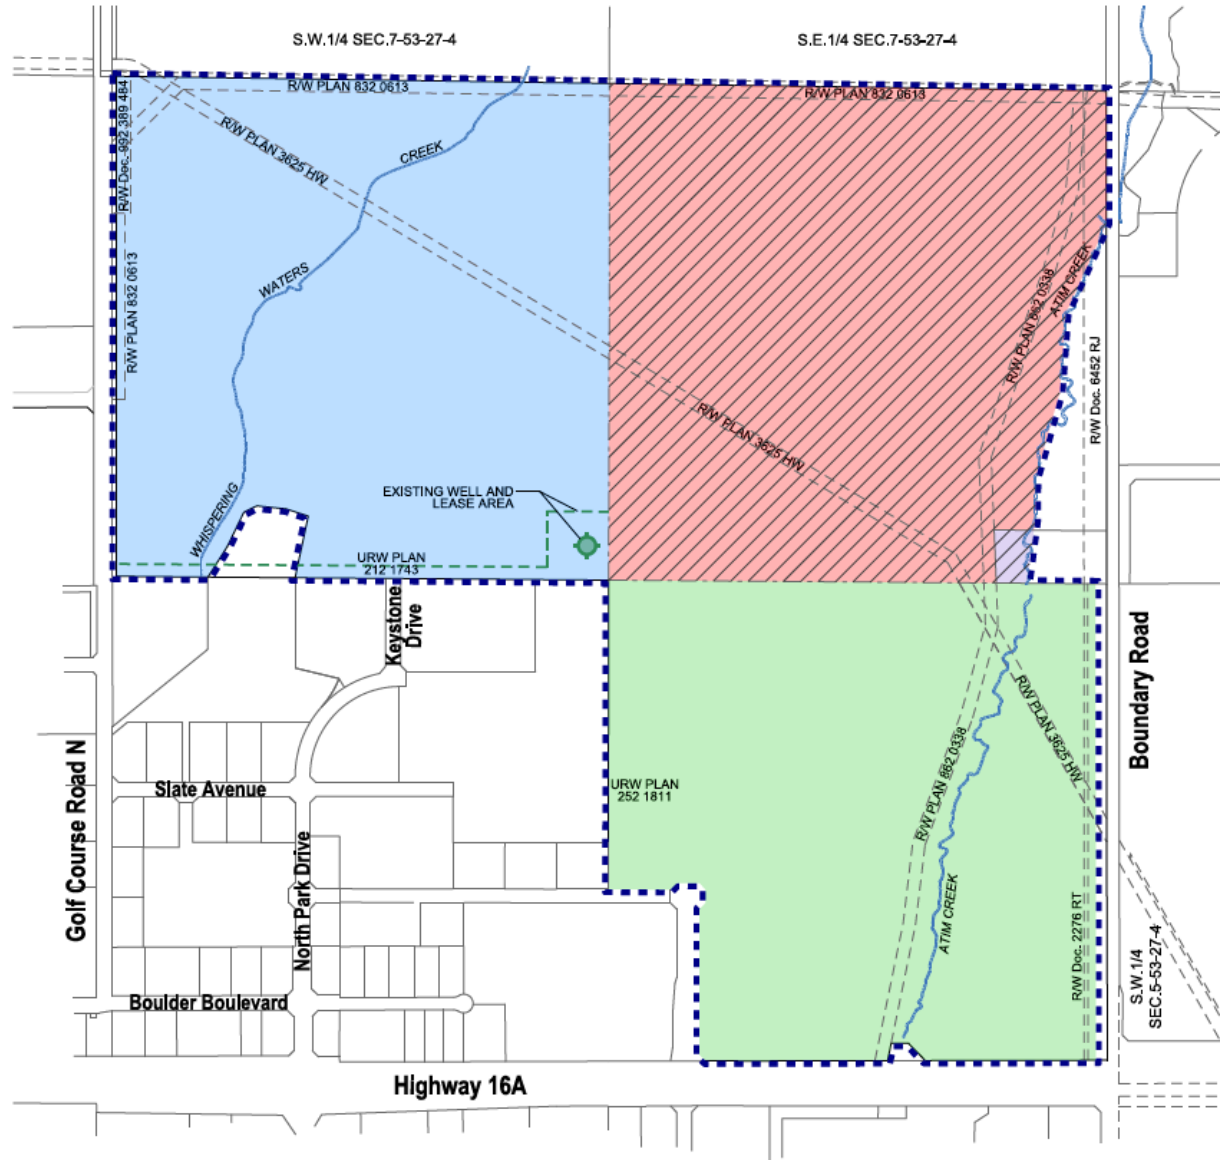 S.W.1/4 SEC.7-53-27-4
S.E.1/4 SEC.7-53-27-4
R/W PLAN 832 0613
R/W PLAN 832 0613
R/W Doc. 992 389 484
R/W PLAN 3625 HW
CREEK
WATERS
WHISPERING
R/W PLAN 832 0613
R/W PLAN 662 0338
ATIM CREEK
R/W Doc. 6452 RJ
R/W PLAN 3625 HW
EXISTING WELL AND
LEASE AREA
URW PLAN
212 1743
Keystone
Drive
Boundary Road
R/W PLAN 3625 HW
R/W PLAN 662 0338
URW PLAN
252 1811
Slate Avenue
Golf Course Road N
North Park Drive
ATIM CREEK
R/W Doc. 2276 RT
S.W.1/4
SEC.5-53-27-4
Boulder Boulevard
Highway 16A